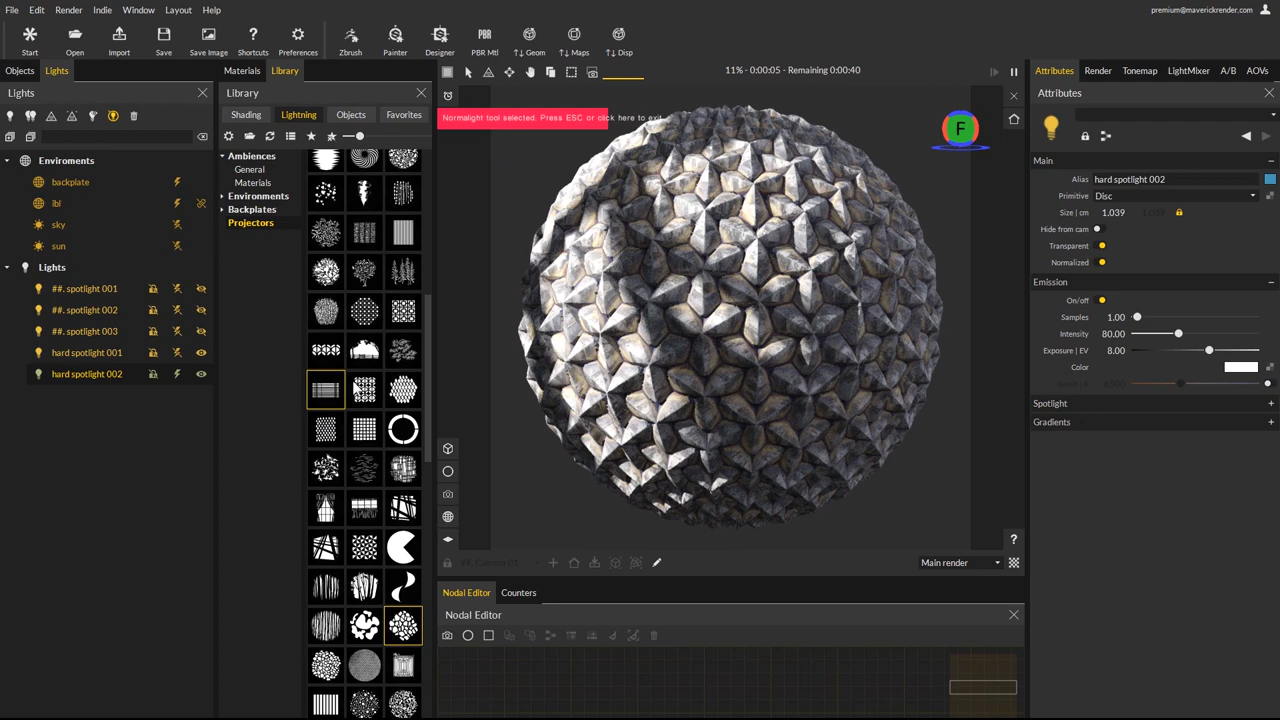 File Edit Render Indie Window Layout Help
premium@maverickrender.com
Start Open Import Save Save Image Shortcuts Preferences Zbrush Painter Designer PBR Mtl ↑↓ Geom ↑↓ Maps ↑↓ Disp
PBR
Objects Lights
Materials Library
11% - 0:00:05 - Remaining 0:00:40
Attributes Render Tonemap LightMixer A/B AOVs
Lights
Library
Attributes
Shading Lightning Objects Favorites
Normalight tool selected. Press ESC or click here to exit
F
Enviroments
backplate
ibl
sky
sun
Lights
##. spotlight 001
##. spotlight 002
##. spotlight 003
hard spotlight 001
hard spotlight 002
Ambiences
General
Materials
Environments
Backplates
Projectors
Main
Alias hard spotlight 002
Primitive Disc
Size | cm 1.039 1.039
Hide from cam
Transparent
Normalized
Emission
On/off
Samples 1.00
Intensity 80.00
Exposure | EV 8.00
Color
Spotlight
Gradients
##. Camera 01
Main render
Nodal Editor Counters
Nodal Editor